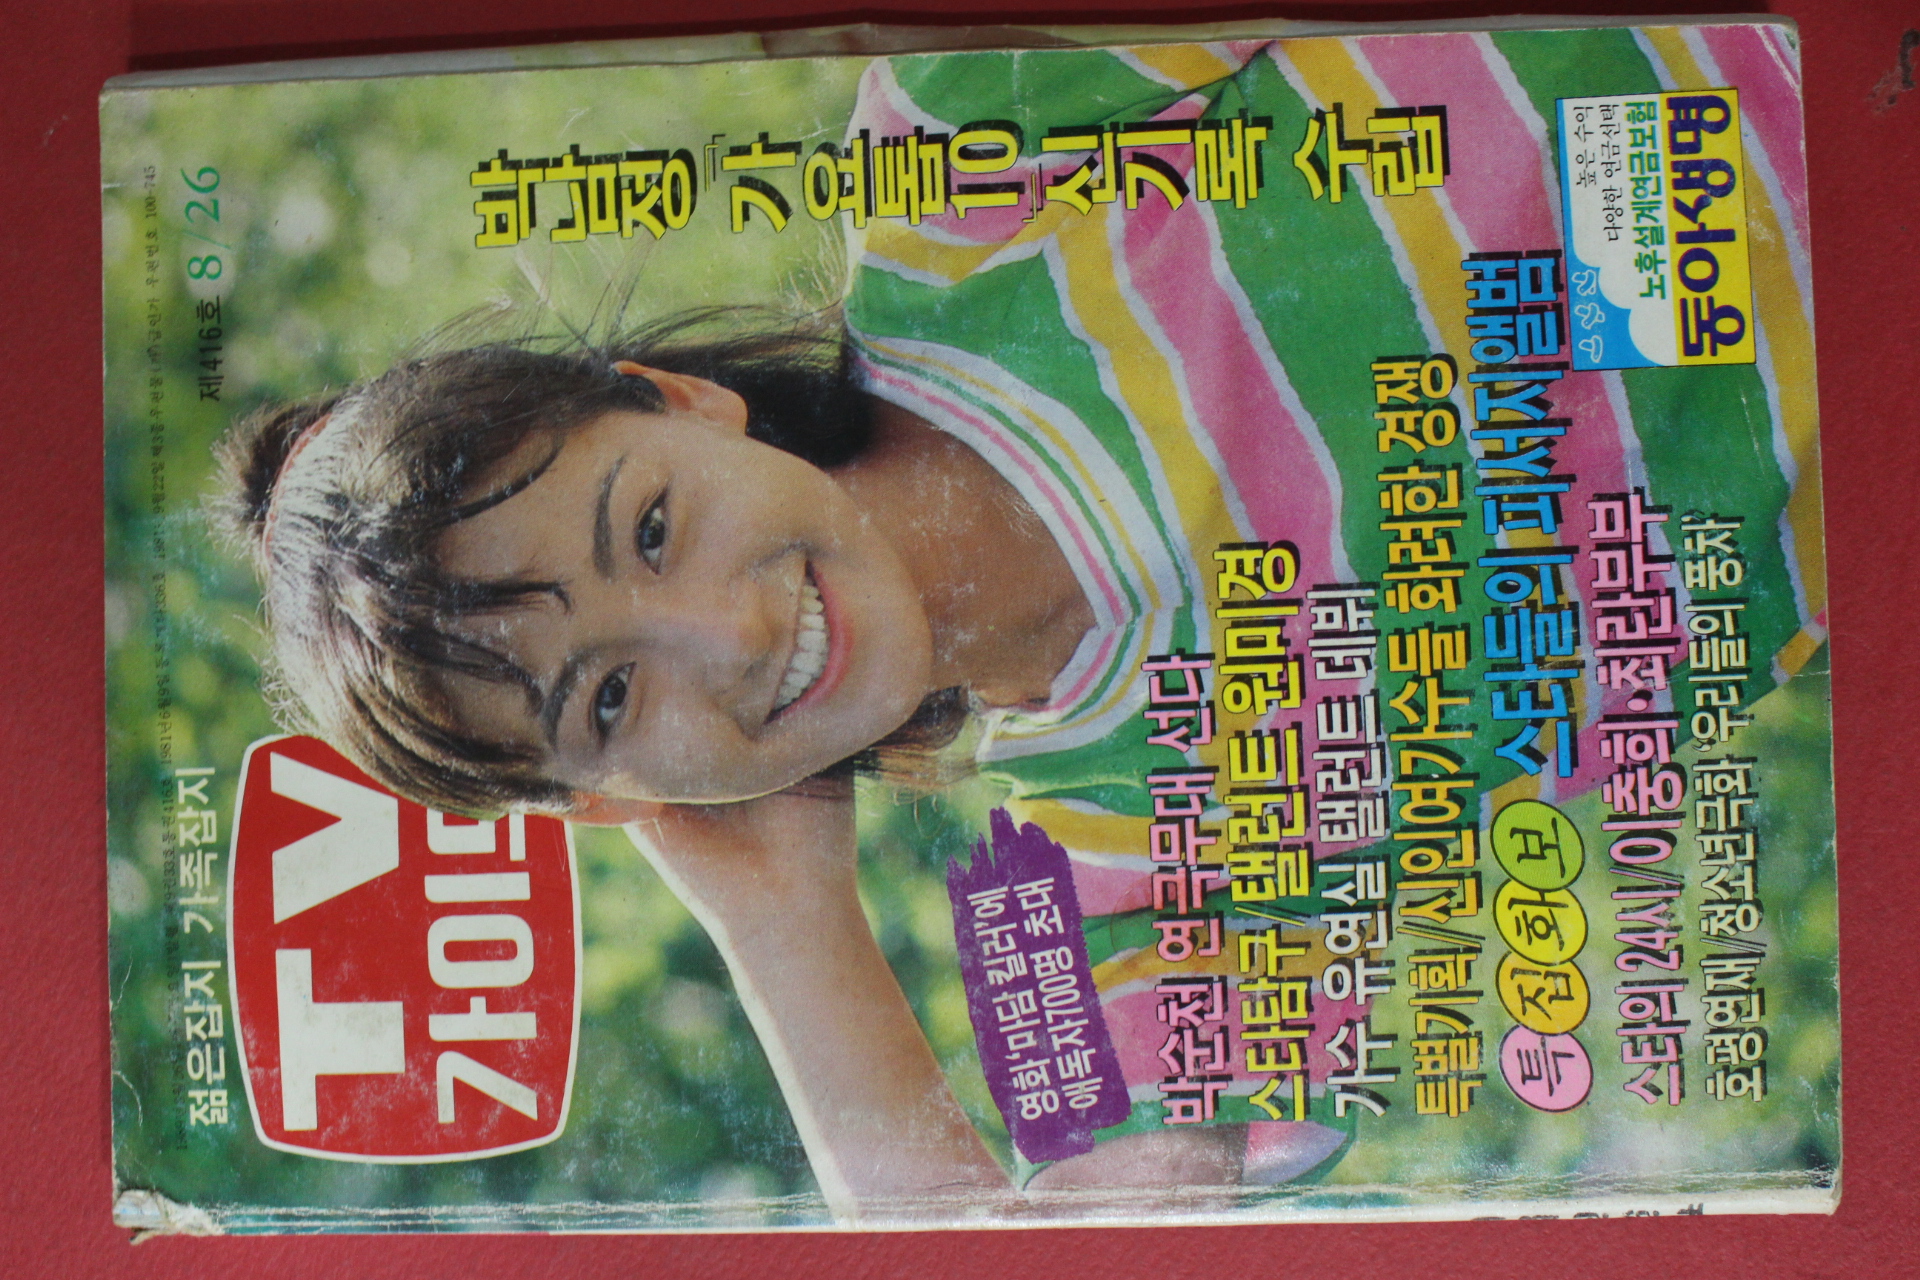 젊은잡지 가족잡지
제416호 8/26
TV
가이드
박남정「가요톱10」신기록 수립
영화'마담 킬러'에
애독자700명 초대
박순천 연극무대 선다
스타탐구/탤런트 원미경
가수 유연실 탤런트 데뷔
특별기획/신인여가수들 화려한 경쟁
특집화보 스타들의 피서지앨범
스타의 24시/이충희·최란부부
호평연재/청소년극화 '우리들의 풍차'
높은 수익
다양한 연금선택
노후설계연금보험
동아생명